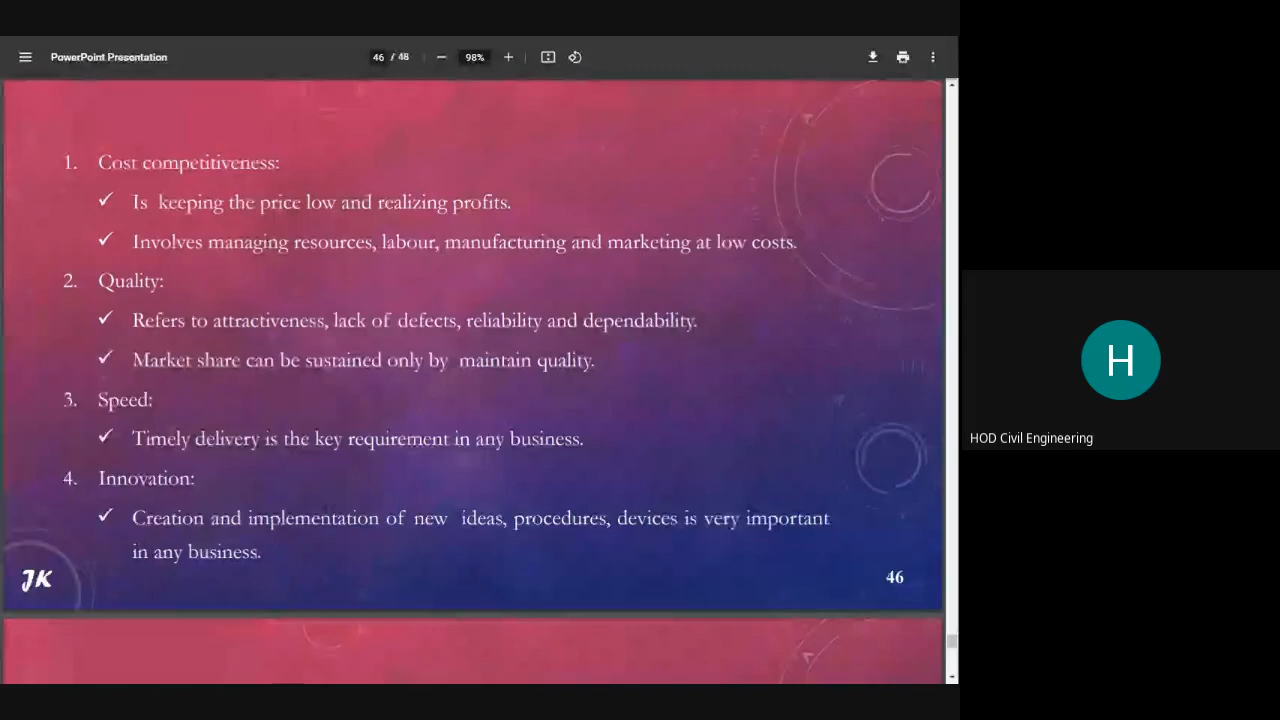 PowerPoint Presentation
46 / 48
98%
1. Cost competitiveness:
✓ Is keeping the price low and realizing profits.
✓ Involves managing resources, labour, manufacturing and marketing at low costs.
2. Quality:
✓ Refers to attractiveness, lack of defects, reliability and dependability.
✓ Market share can be sustained only by maintain quality.
3. Speed:
✓ Timely delivery is the key requirement in any business.
4. Innovation:
✓ Creation and implementation of new ideas, procedures, devices is very important
in any business.
JK
46
H
HOD Civil Engineering